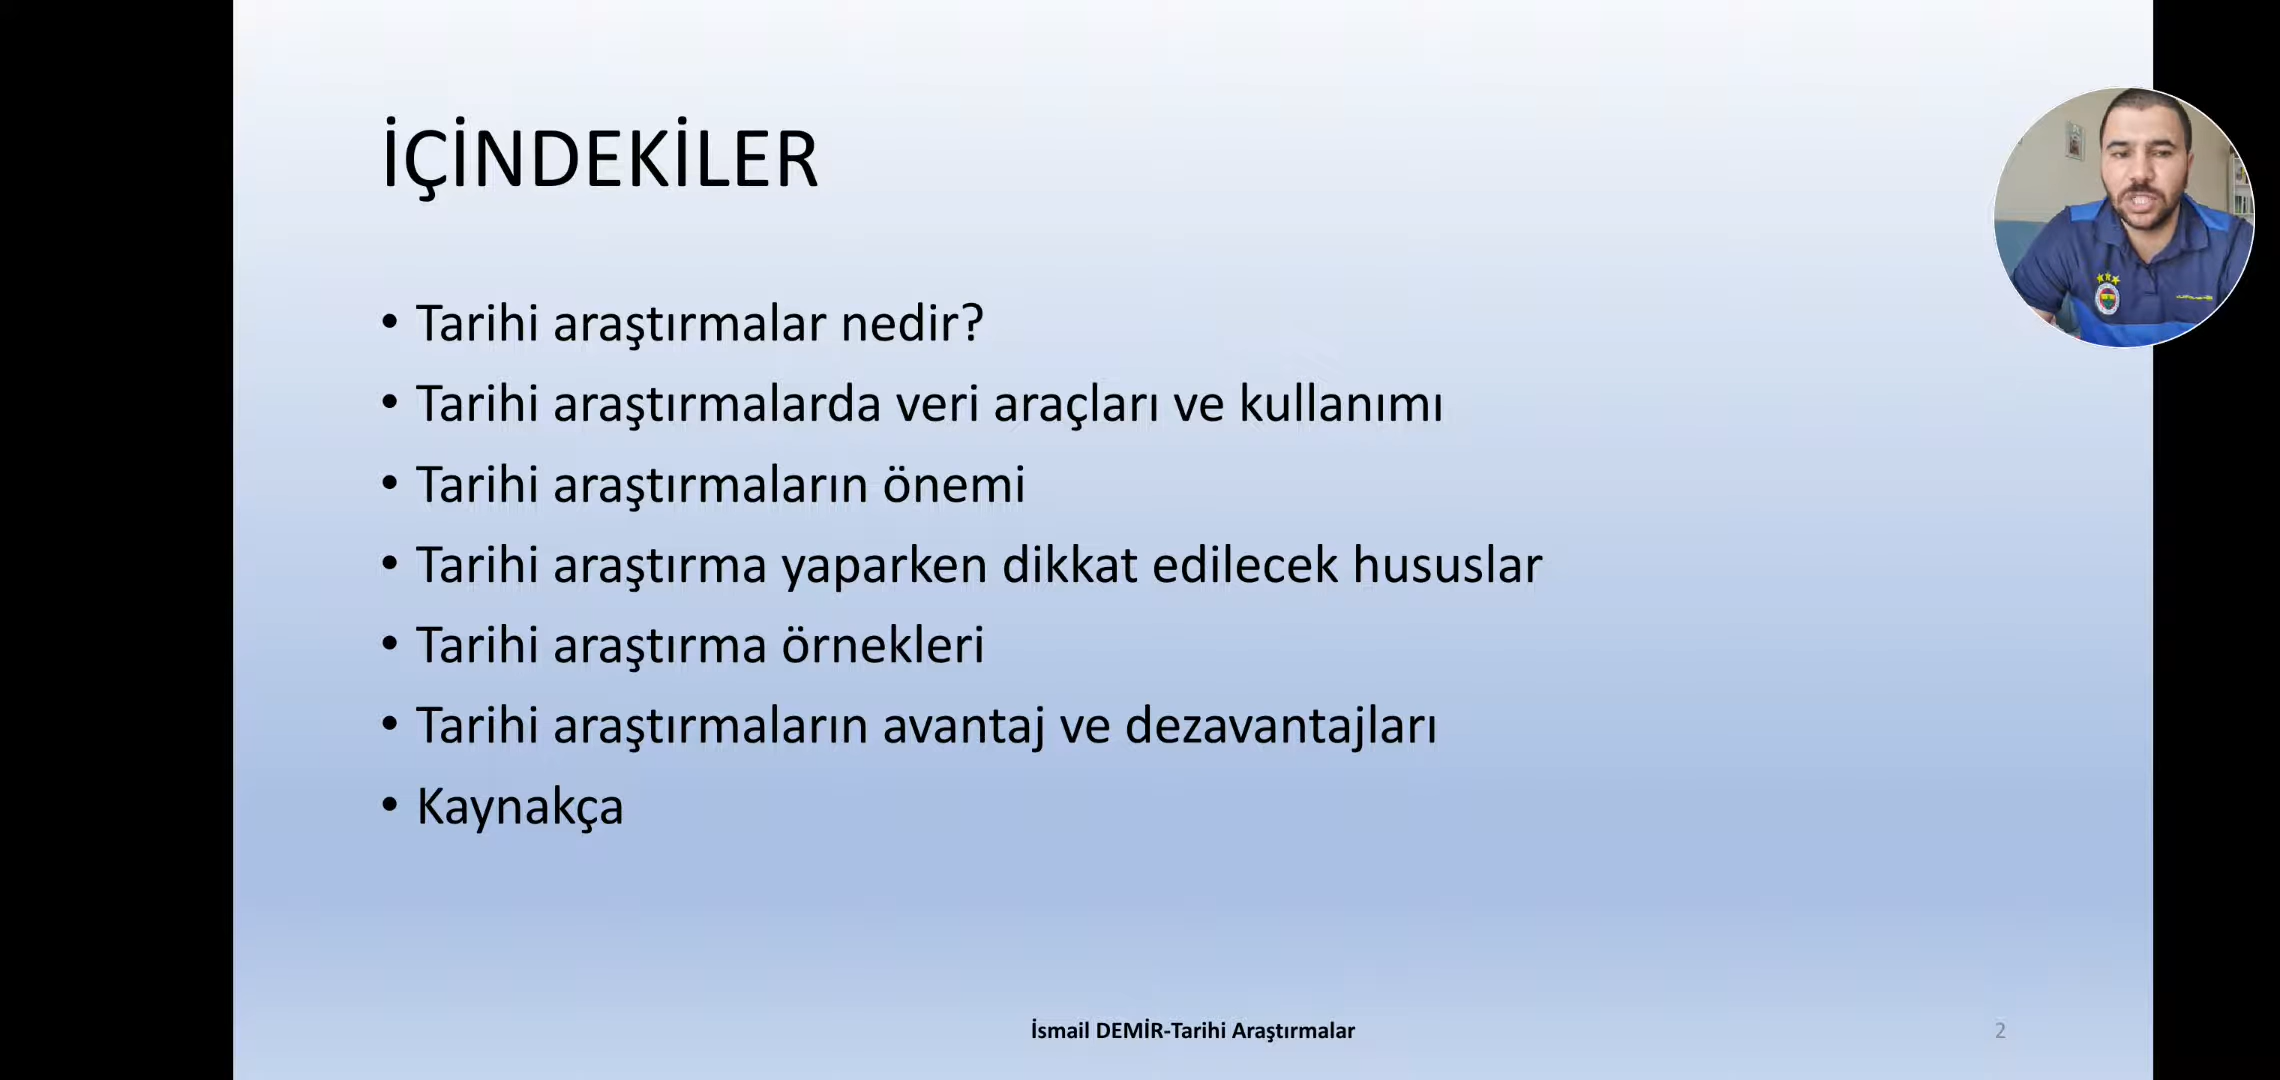 İÇİNDEKİLER
• Tarihi araştırmalar nedir?
• Tarihi araştırmalarda veri araçları ve kullanımı
• Tarihi araştırmaların önemi
• Tarihi araştırma yaparken dikkat edilecek hususlar
• Tarihi araştırma örnekleri
• Tarihi araştırmaların avantaj ve dezavantajları
• Kaynakça
İsmail DEMİR-Tarihi Araştırmalar
2